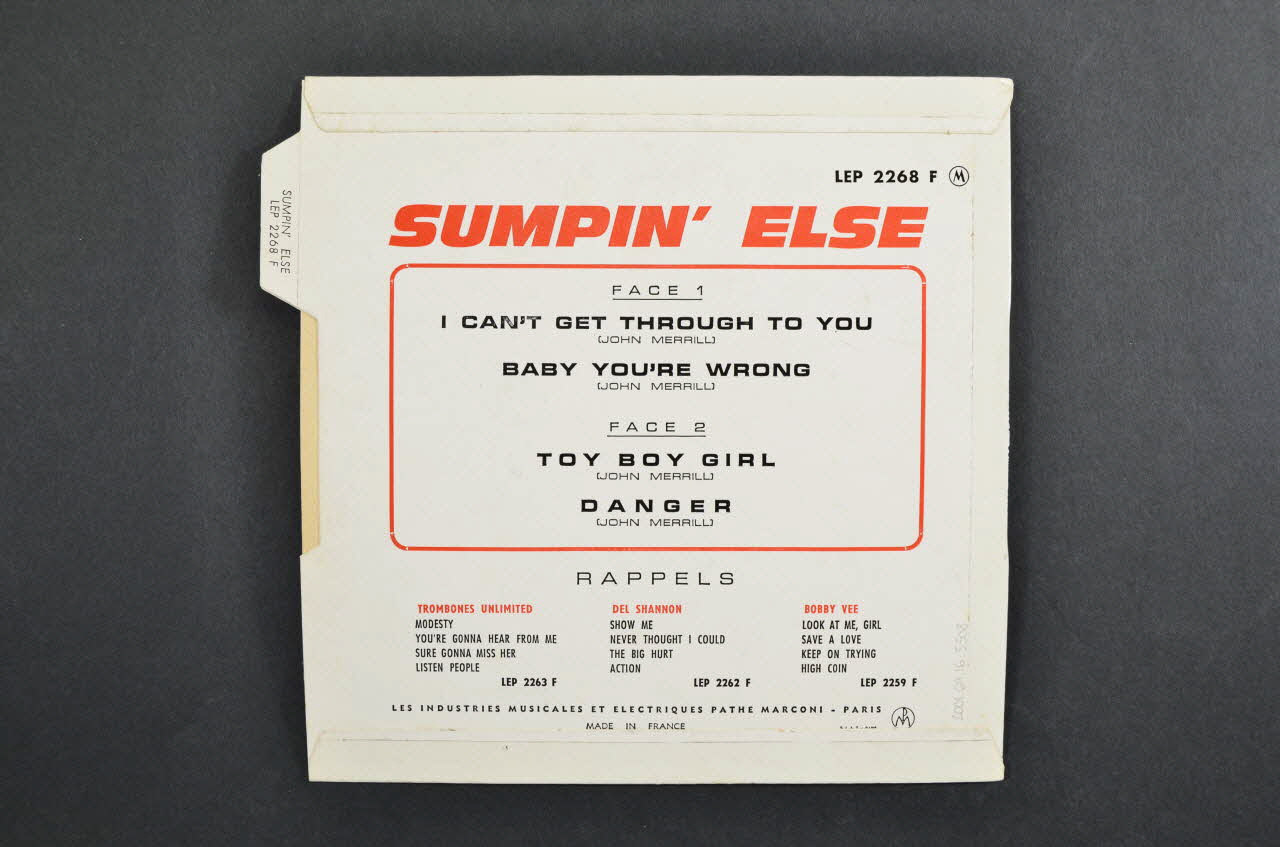 LEP 2268 F M
SUMPIN' ELSE
LEP 2268 F
SUMPIN' ELSE
FACE 1
I CAN'T GET THROUGH TO YOU
(JOHN MERRILL)
BABY YOU'RE WRONG
(JOHN MERRILL)
FACE 2
TOY BOY GIRL
(JOHN MERRILL)
DANGER
(JOHN MERRILL)
RAPPELS
TROMBONES UNLIMITED
MODESTY
YOU'RE GONNA HEAR FROM ME
SURE GONNA MISS HER
LISTEN PEOPLE
LEP 2263 F
DEL SHANNON
SHOW ME
NEVER THOUGHT I COULD
THE BIG HURT
ACTION
LEP 2262 F
BOBBY VEE
LOOK AT ME, GIRL
SAVE A LOVE
KEEP ON TRYING
HIGH COIN
LEP 2259 F
LES INDUSTRIES MUSICALES ET ELECTRIQUES PATHE MARCONI - PARIS
MADE IN FRANCE